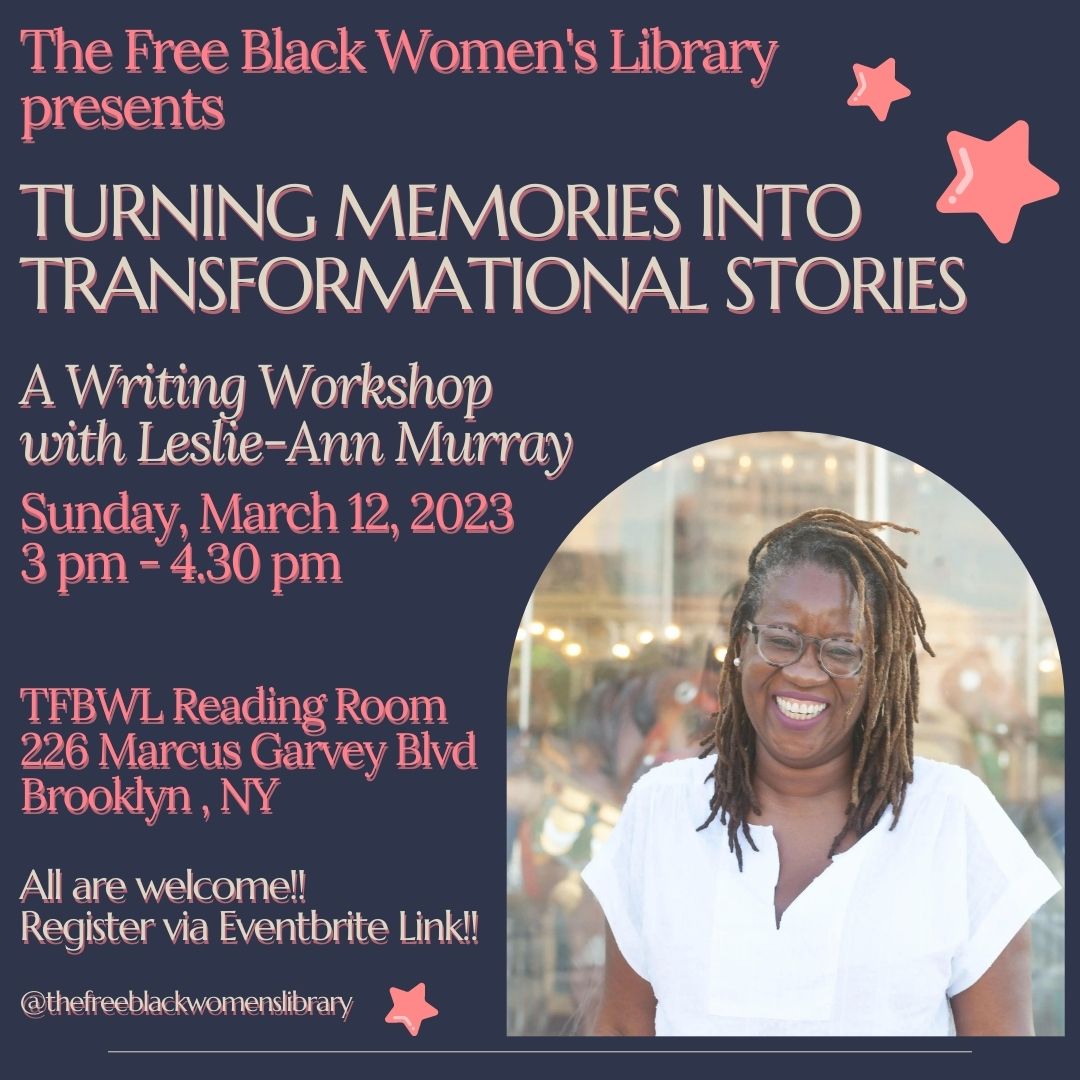 The Free Black Women's Library
presents
TURNING MEMORIES INTO
TRANSFORMATIONAL STORIES
A Writing Workshop
with Leslie-Ann Murray
Sunday, March 12, 2023
3 pm - 4.30 pm
TFBWL Reading Room
226 Marcus Garvey Blvd
Brooklyn , NY
All are welcome!!
Register via Eventbrite Link!!
@thefreeblackwomenslibrary